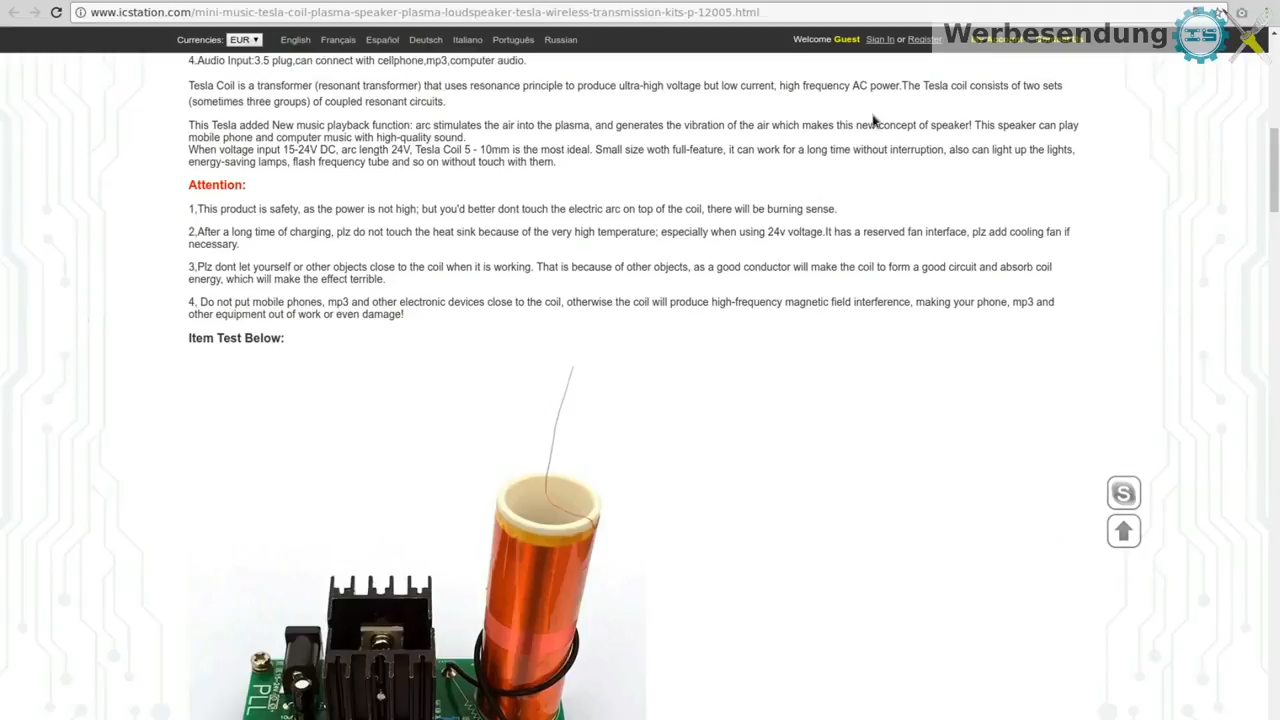 www.icstation.com/mini-music-tesla-coil-plasma-speaker-plasma-loudspeaker-tesla-wireless-transmission-kits-p-12005.html
Currencies: EUR English Français Español Deutsch Italiano Português Russian Welcome Guest Sign In or Register
Werbesendung
4.Audio Input:3.5 plug,can connect with cellphone,mp3,computer audio.
Tesla Coil is a transformer (resonant transformer) that uses resonance principle to produce ultra-high voltage but low current, high frequency AC power.The Tesla coil consists of two sets
(sometimes three groups) of coupled resonant circuits.
This Tesla added New music playback function: arc stimulates the air into the plasma, and generates the vibration of the air which makes this new concept of speaker! This speaker can play
mobile phone and computer music with high-quality sound.
When voltage input 15-24V DC, arc length 24V, Tesla Coil 5 - 10mm is the most ideal. Small size woth full-feature, it can work for a long time without interruption, also can light up the lights,
energy-saving lamps, flash frequency tube and so on without touch with them.
Attention:
1,This product is safety, as the power is not high; but you'd better dont touch the electric arc on top of the coil, there will be burning sense.
2,After a long time of charging, plz do not touch the heat sink because of the very high temperature; especially when using 24v voltage.It has a reserved fan interface, plz add cooling fan if
necessary.
3,Plz dont let yourself or other objects close to the coil when it is working. That is because of other objects, as a good conductor will make the coil to form a good circuit and absorb coil
energy, which will make the effect terrible.
4, Do not put mobile phones, mp3 and other electronic devices close to the coil, otherwise the coil will produce high-frequency magnetic field interference, making your phone, mp3 and
other equipment out of work or even damage!
Item Test Below:
S
PLL